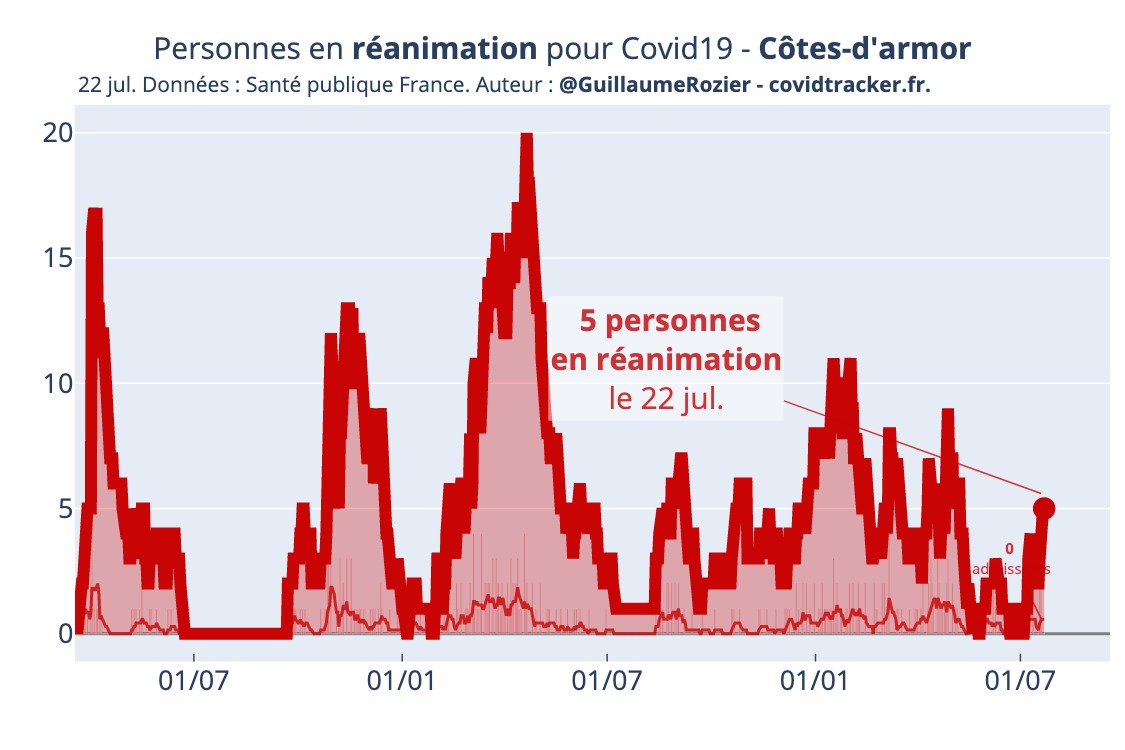 Personnes en réanimation pour Covid19 - Côtes-d'armor
22 jul. Données : Santé publique France. Auteur : @GuillaumeRozier - covidtracker.fr.
20
15
10
5
0
5 personnes
en réanimation
le 22 jul.
0
01/07
01/01
01/07
01/01
01/07